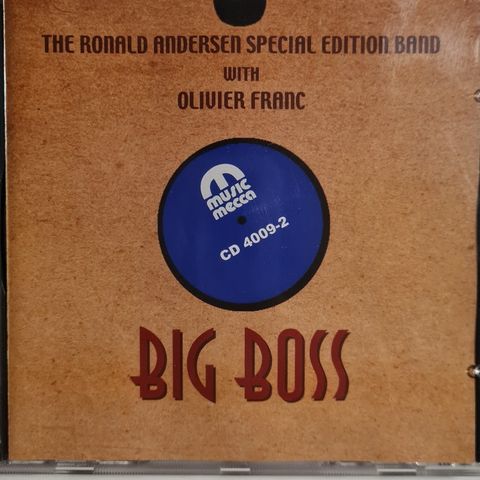 THE RONALD ANDERSEN SPECIAL EDITION BAND
WITH
OLIVIER FRANC
music
mecca
CD 4009-2
BIG BOSS